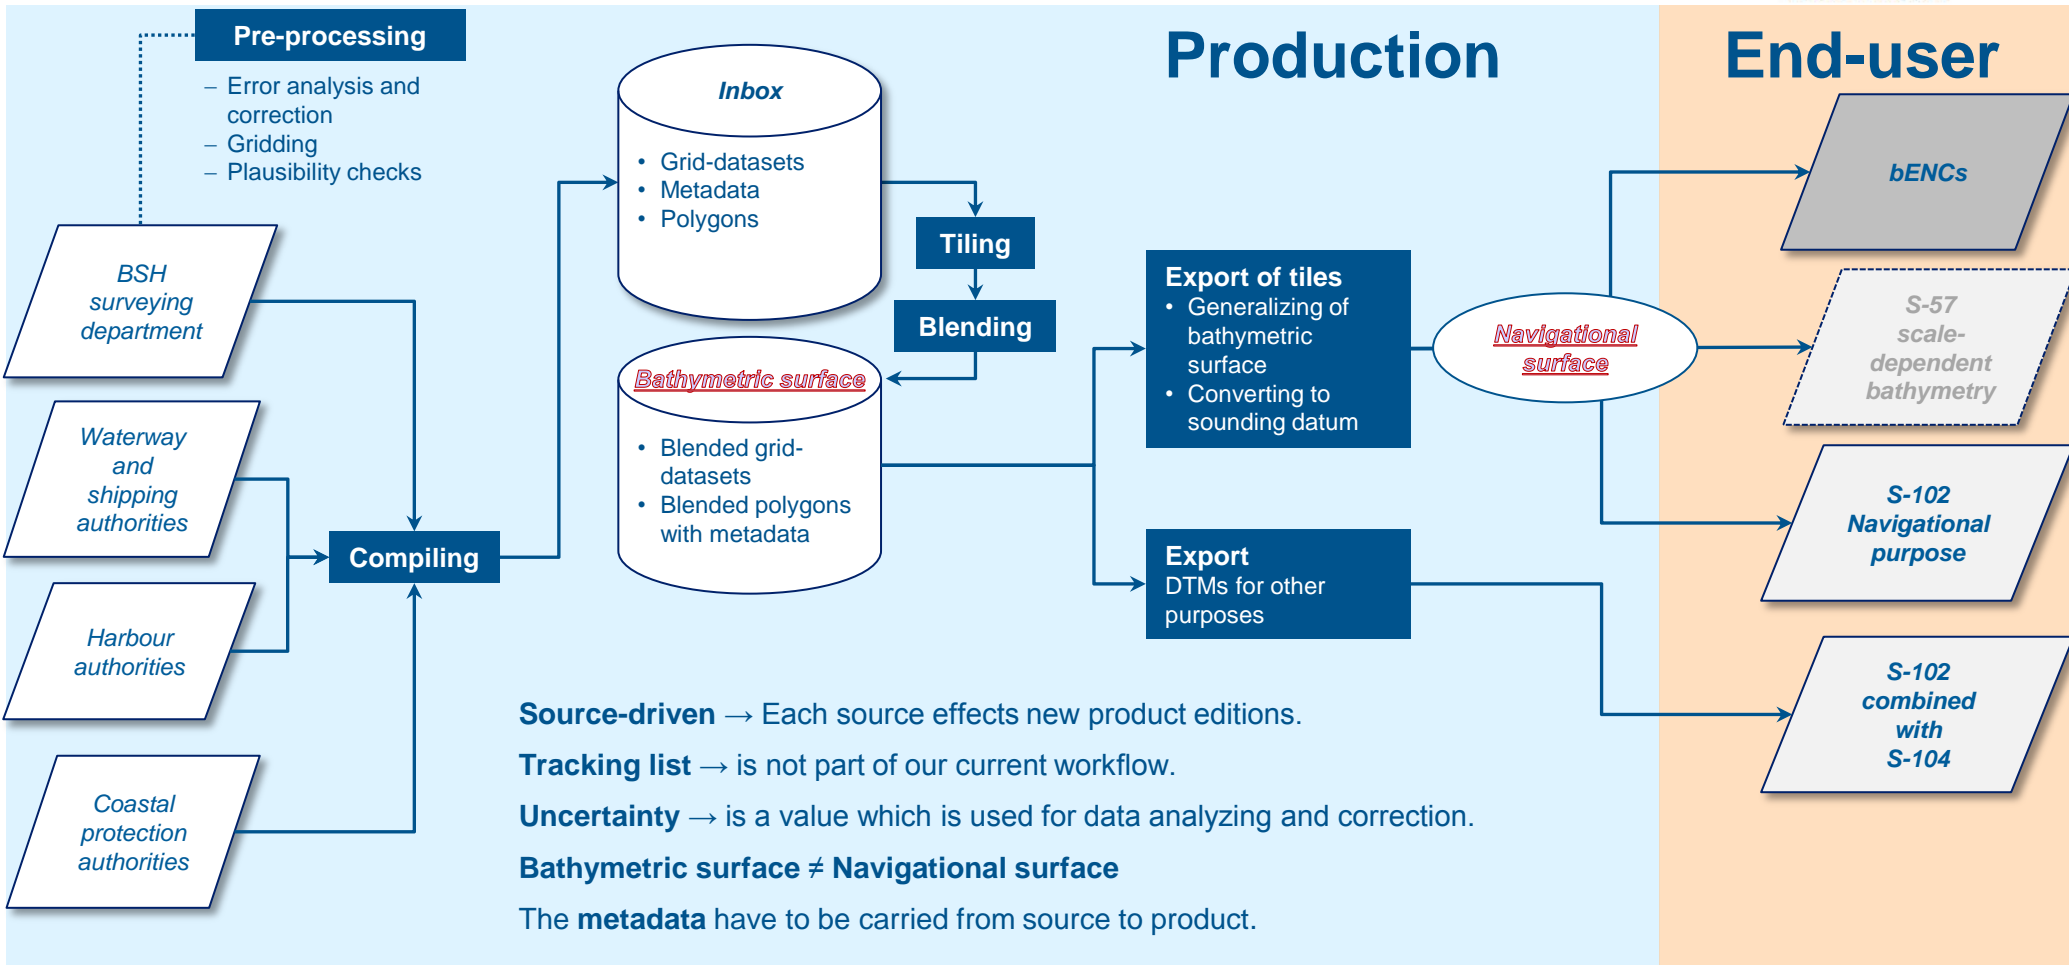 Production
End-user
Pre-processing
– Error analysis and
correction
– Gridding
– Plausibility checks
BSH
surveying
department
Waterway
and
shipping
authorities
Harbour
authorities
Coastal
protection
authorities
Compiling
Inbox
• Grid-datasets
• Metadata
• Polygons
Tiling
Blending
Bathymetric surface
• Blended grid-
datasets
• Blended polygons
with metadata
Export of tiles
• Generalizing of
bathymetric
surface
• Converting to
sounding datum
Export
DTMs for other
purposes
Navigational
surface
bENCs
S-57
scale-
dependent
bathymetry
S-102
Navigational
purpose
S-102
combined
with
S-104
Source-driven → Each source effects new product editions.
Tracking list → is not part of our current workflow.
Uncertainty → is a value which is used for data analyzing and correction.
Bathymetric surface ≠ Navigational surface
The metadata have to be carried from source to product.